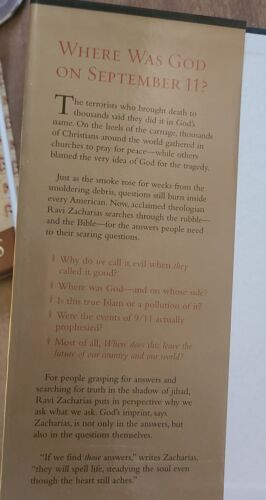 WHERE WAS GOD
ON SEPTEMBER 11?
The terrorists who brought death to
thousands said they did it in God's
name. On the heels of the carnage, thousands
of Christians around the world gathered in
churches to pray for peace—while others
blamed the very idea of God for the tragedy.
Just as the smoke rose for weeks from the
smoldering debris, questions still burn inside
every American. Now, acclaimed theologian
Ravi Zacharias searches through the rubble—
and the Bible—for the answers people need
to their searing questions.
Why do we call it evil when they
called it good?
Where was God—and on whose side?
Is this true Islam or a pollution of it?
Were the events of 9/11 actually
prophesied?
Most of all, Where does this leave the
future of our country and our world?
For people grasping for answers and
searching for truth in the shadow of jihad,
Ravi Zacharias puts in perspective why we
ask what we ask. God's imprint, says
Zacharias, is not only in the answers, but
also in the questions themselves.
"If we find those answers," writes Zacharias,
"they will spell life, steadying the soul even
though the heart still aches."